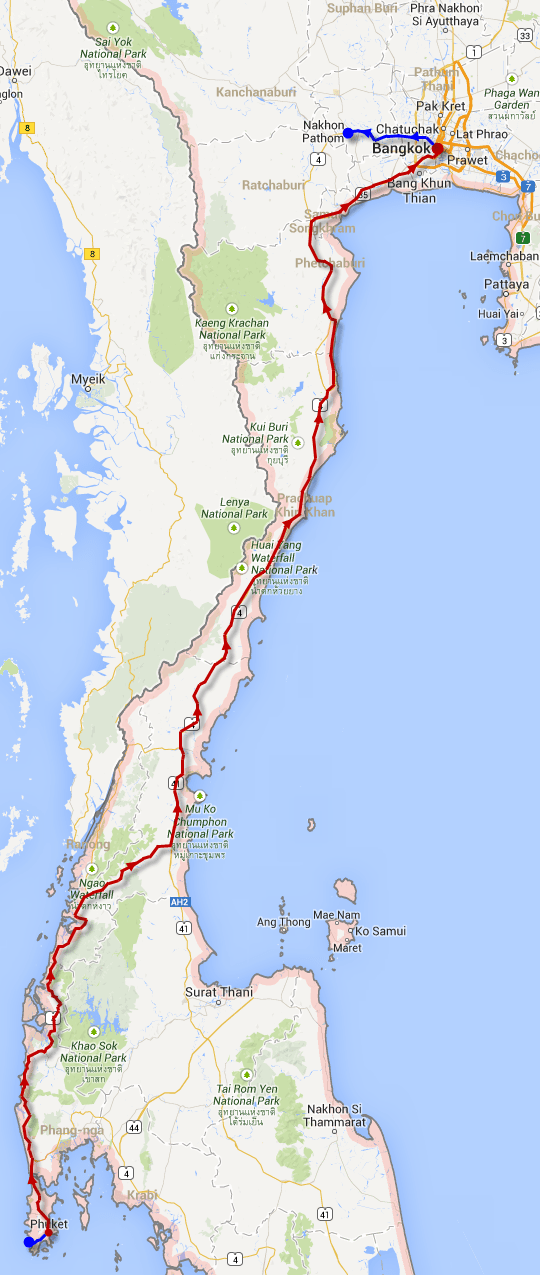 Suphan Buri
Phra Nakhon
Si Ayutthaya
33
Sai Yok
National Park
อุทยานแห่งชาติ
ไทรโยค
1
Dawei
Pathum
Thani
Kanchanaburi
Phaga Wan
Garden
สวนผกาวัลย์
Pak Kret
8
Nakhon
Pathom
Chatuchak
Lat Phrao
Bangkok
Prawet
4
Ratchaburi
35
Bang Khun
Thian
3
7
Songkhram
7
8
Phetchaburi
Laemchaban
Pattaya
Kaeng Krachan
National Park
อุทยานแห่งชาติ
แก่งกระจาน
Huai Yai
3
Myeik
Kui Buri
National Park
อุทยานแห่งชาติ
กุยบุรี
Lenya
National Park
Prachuap
Khiri Khan
Huai Yang
Waterfall
National Park
อุทยานแห่งชาติ
น้ำตกห้วยยาง
4
4
41
Mu Ko
Chumphon
National Park
อุทยานแห่งชาติ
หมู่เกาะชุมพร
Ranong
Ngao
Waterfall
น้ำตกหงาว
AH2
41
Ang Thong
Mae Nam
Ko Samui
Maret
Surat Thani
Khao Sok
National Park
อุทยานแห่งชาติ
เขาสก
Tai Rom Yen
National Park
อุทยานแห่งชาติ
ใต้ร่มเย็น
Nakhon Si
Thammarat
Phang-nga
44
4
Krabi
41
Phuket
4